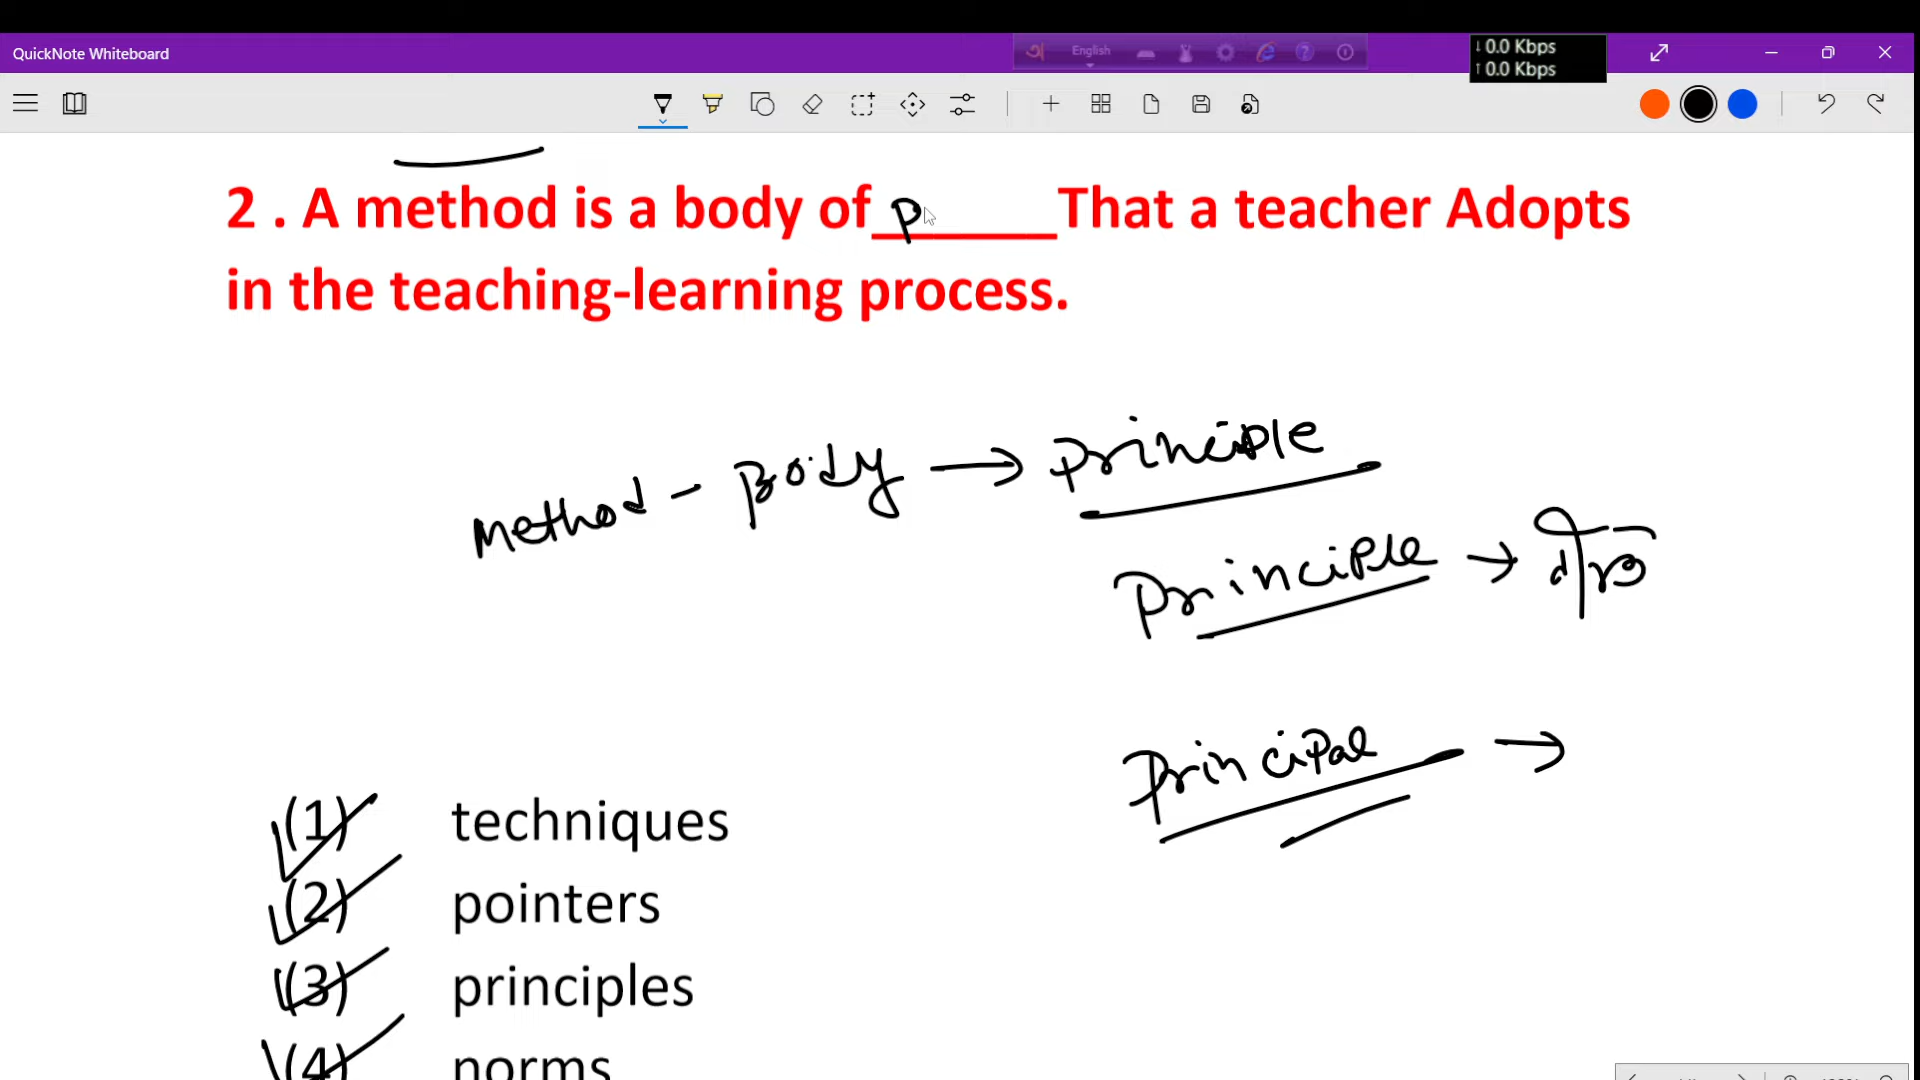 QuickNote Whiteboard
English
↓ 0.0 Kbps
↑ 0.0 Kbps
2 . A method is a body of P______That a teacher Adopts
in the teaching-learning process.
method - Body → Principle
Principle →
Principal →
(1) techniques
(2) pointers
(3) principles
(4) norms